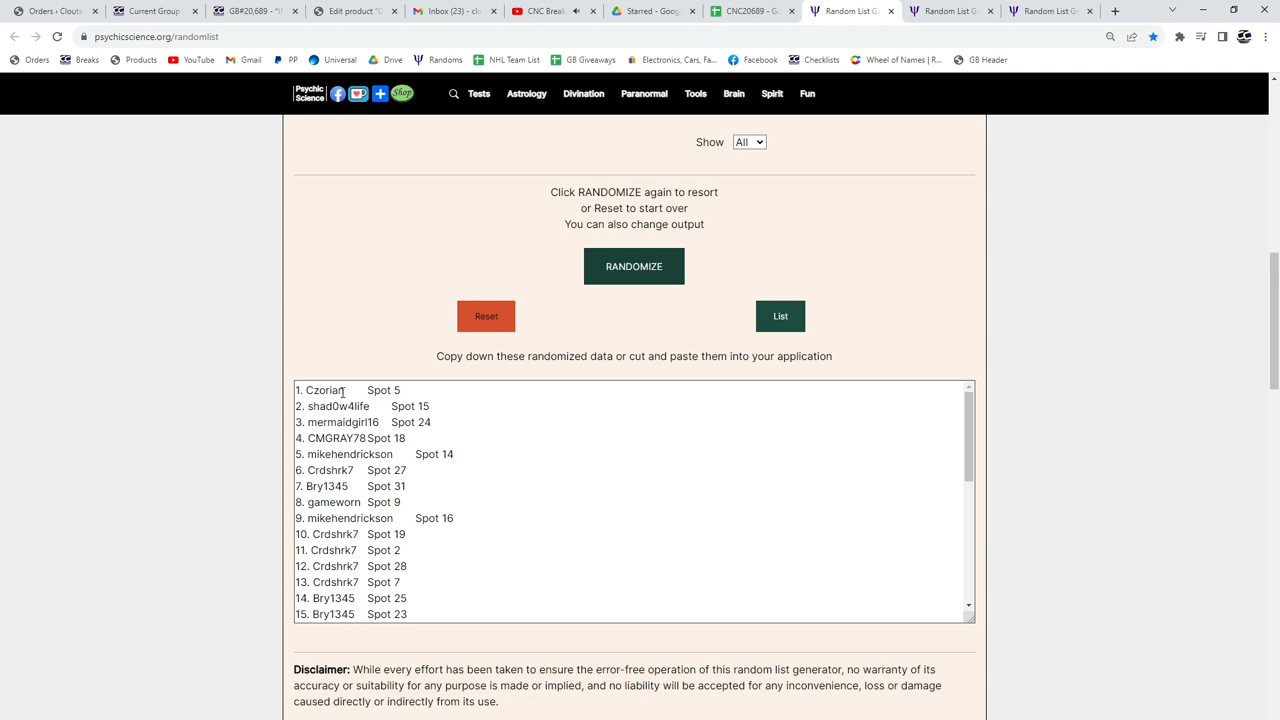 Orders ‹ Clouts
Current Group
GB#20,689 - *I
Edit product "G
Inbox (23) - clo
CNC Break
Starred - Goog
CNC20689 - G
Random List Ge
Random List Ge
Random List Ge
psychicscience.org/randomlist
Orders
Breaks
Products
YouTube
Gmail
PP
Universal
Drive
Randoms
NHL Team List
GB Giveaways
Electronics, Cars, Fa...
Facebook
Checklists
Wheel of Names | R...
GB Header
Psychic Science
Shop
Tests
Astrology
Divination
Paranormal
Tools
Brain
Spirit
Fun
Show All
Click RANDOMIZE again to resort
or Reset to start over
You can also change output
RANDOMIZE
Reset
List
Copy down these randomized data or cut and paste them into your application
1. Czorian Spot 5
2. shad0w4life Spot 15
3. mermaidgirl16 Spot 24
4. CMGRAY78 Spot 18
5. mikehendrickson Spot 14
6. Crdshrk7 Spot 27
7. Bry1345 Spot 31
8. gameworn Spot 9
9. mikehendrickson Spot 16
10. Crdshrk7 Spot 19
11. Crdshrk7 Spot 2
12. Crdshrk7 Spot 28
13. Crdshrk7 Spot 7
14. Bry1345 Spot 25
15. Bry1345 Spot 23
Disclaimer: While every effort has been taken to ensure the error-free operation of this random list generator, no warranty of its
accuracy or suitability for any purpose is made or implied, and no liability will be accepted for any inconvenience, loss or damage
caused directly or indirectly from its use.